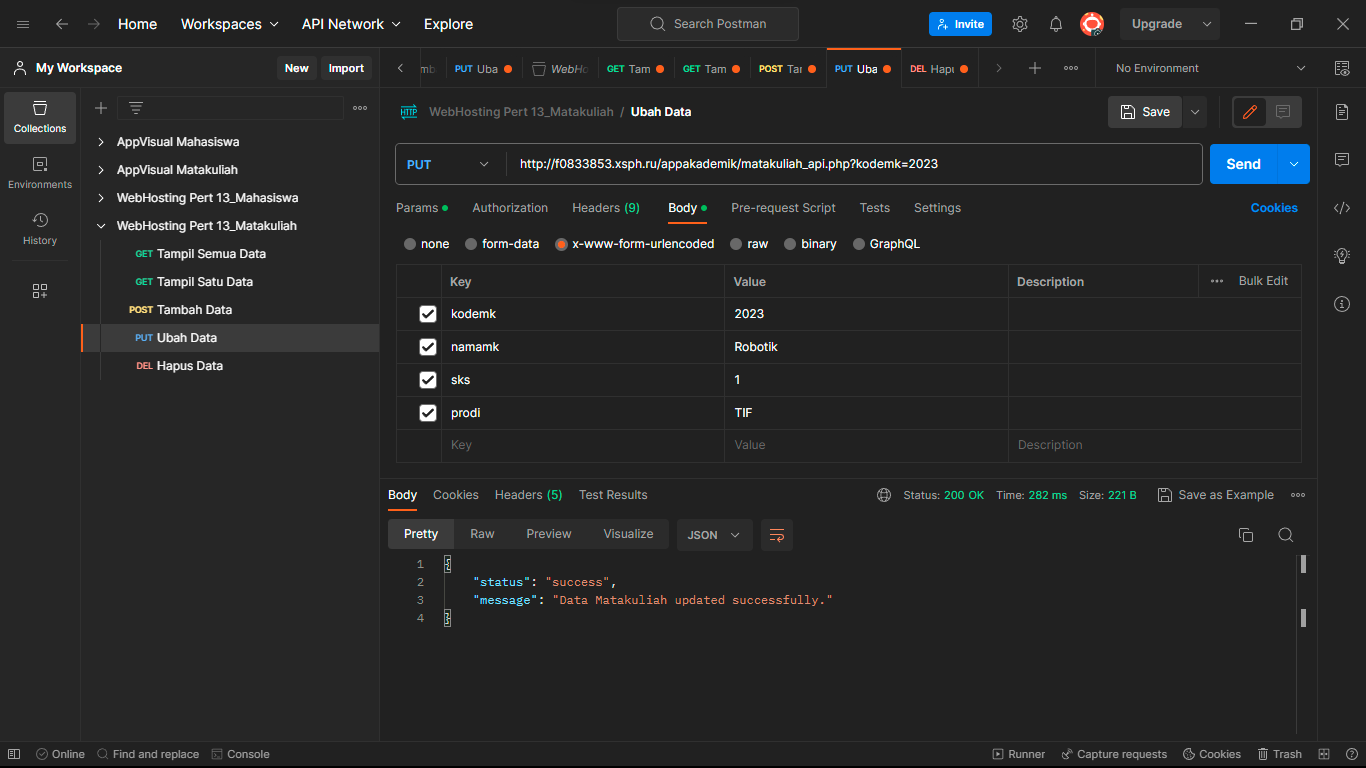 Home Workspaces API Network Explore Search Postman Invite Upgrade
My Workspace New Import
PUT Uba WebHo GET Tam GET Tam POST Tar PUT Uba DEL Hapu No Environment
WebHosting Pert 13_Matakuliah / Ubah Data Save
Collections
Environments
History
AppVisual Mahasiswa
AppVisual Matakuliah
WebHosting Pert 13_Mahasiswa
WebHosting Pert 13_Matakuliah
GET Tampil Semua Data
GET Tampil Satu Data
POST Tambah Data
PUT Ubah Data
DEL Hapus Data
PUT http://f0833853.xsph.ru/appakademik/matakuliah_api.php?kodemk=2023 Send
Params Authorization Headers (9) Body Pre-request Script Tests Settings Cookies
none form-data x-www-form-urlencoded raw binary GraphQL
Key Value Description Bulk Edit
kodemk 2023
namamk Robotik
sks 1
prodi TIF
Key Value Description
Body Cookies Headers (5) Test Results Status: 200 OK Time: 282 ms Size: 221 B Save as Example
Pretty Raw Preview Visualize JSON
1 {
2 "status": "success",
3 "message": "Data Matakuliah updated successfully."
4 }
Online Find and replace Console Runner Capture requests Cookies Trash